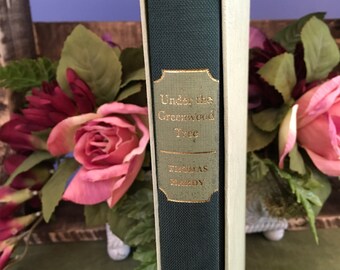 Under the
Greenwood
Tree
THOMAS
HARDY